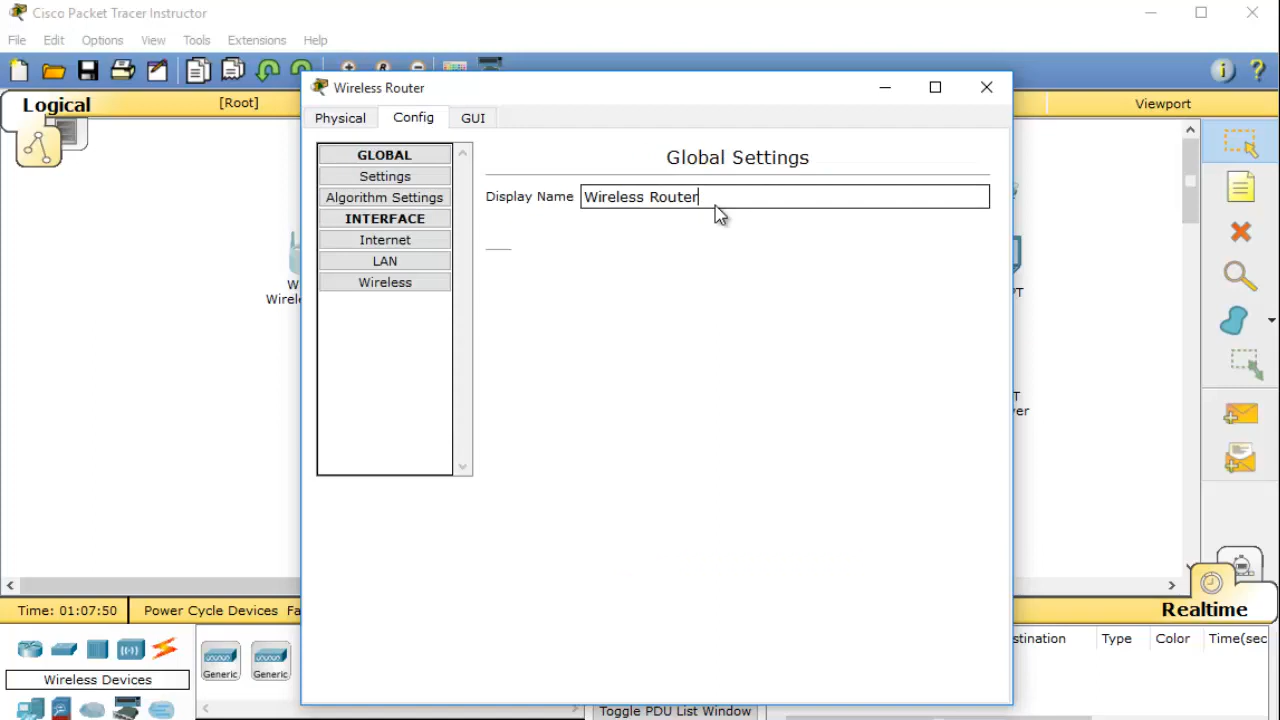 Cisco Packet Tracer Instructor
File Edit Options View Tools Extensions Help
Logical
[Root]
Viewport
Wireless Router
Physical Config GUI
GLOBAL
Settings
Algorithm Settings
INTERFACE
Internet
LAN
Wireless
Global Settings
Display Name Wireless Router
Time: 01:07:50 Power Cycle Devices
Realtime
Type Color
Wireless Devices
Generic Generic
Toggle PDU List Window